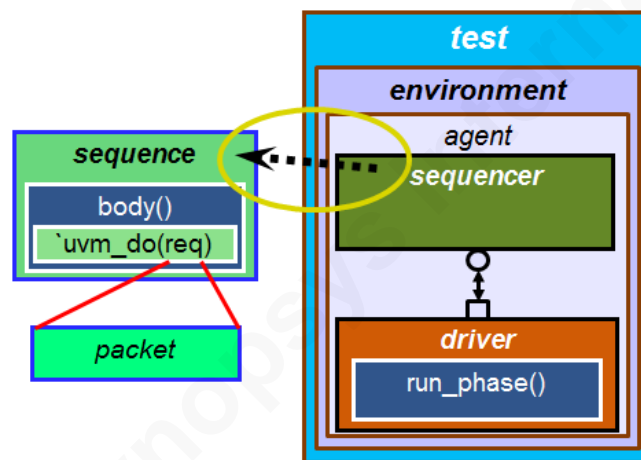 test
environment
agent
sequence
sequencer
body()
`uvm_do(req)
packet
driver
run_phase()